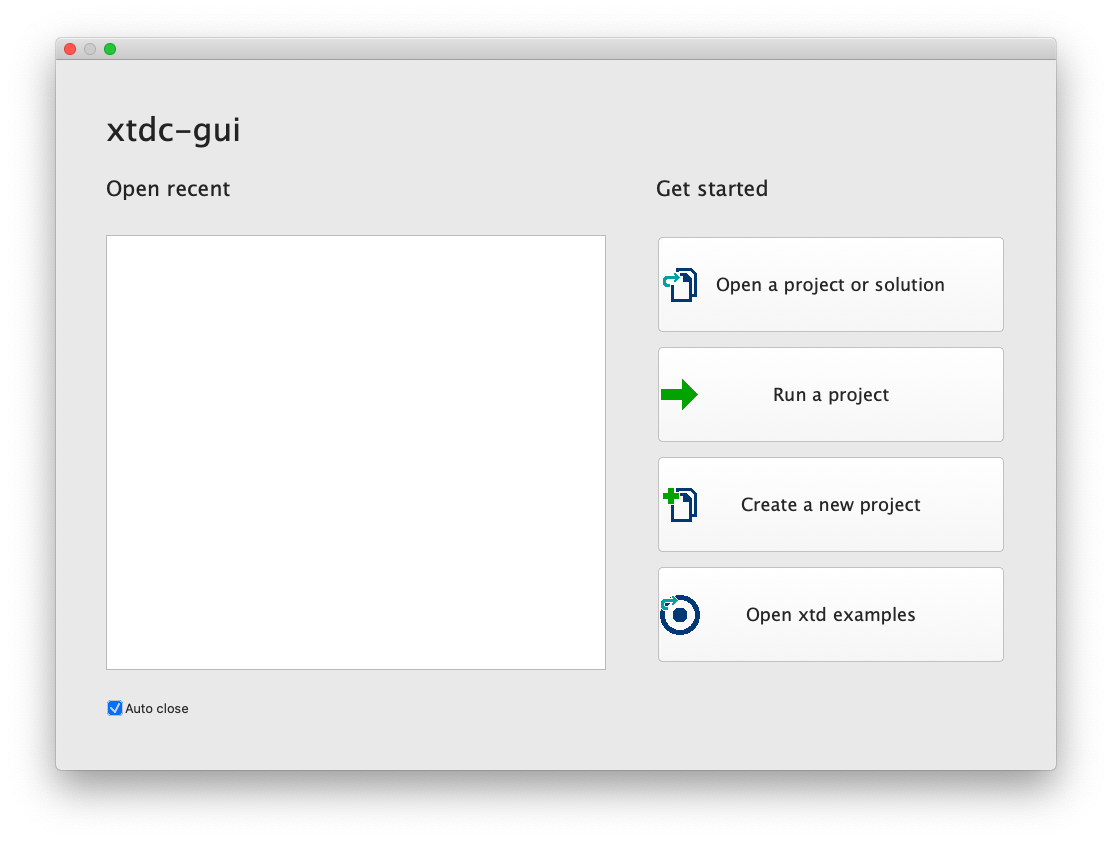 xtdc-gui
Open recent
Get started
Open a project or solution
Run a project
Create a new project
Open xtd examples
Auto close